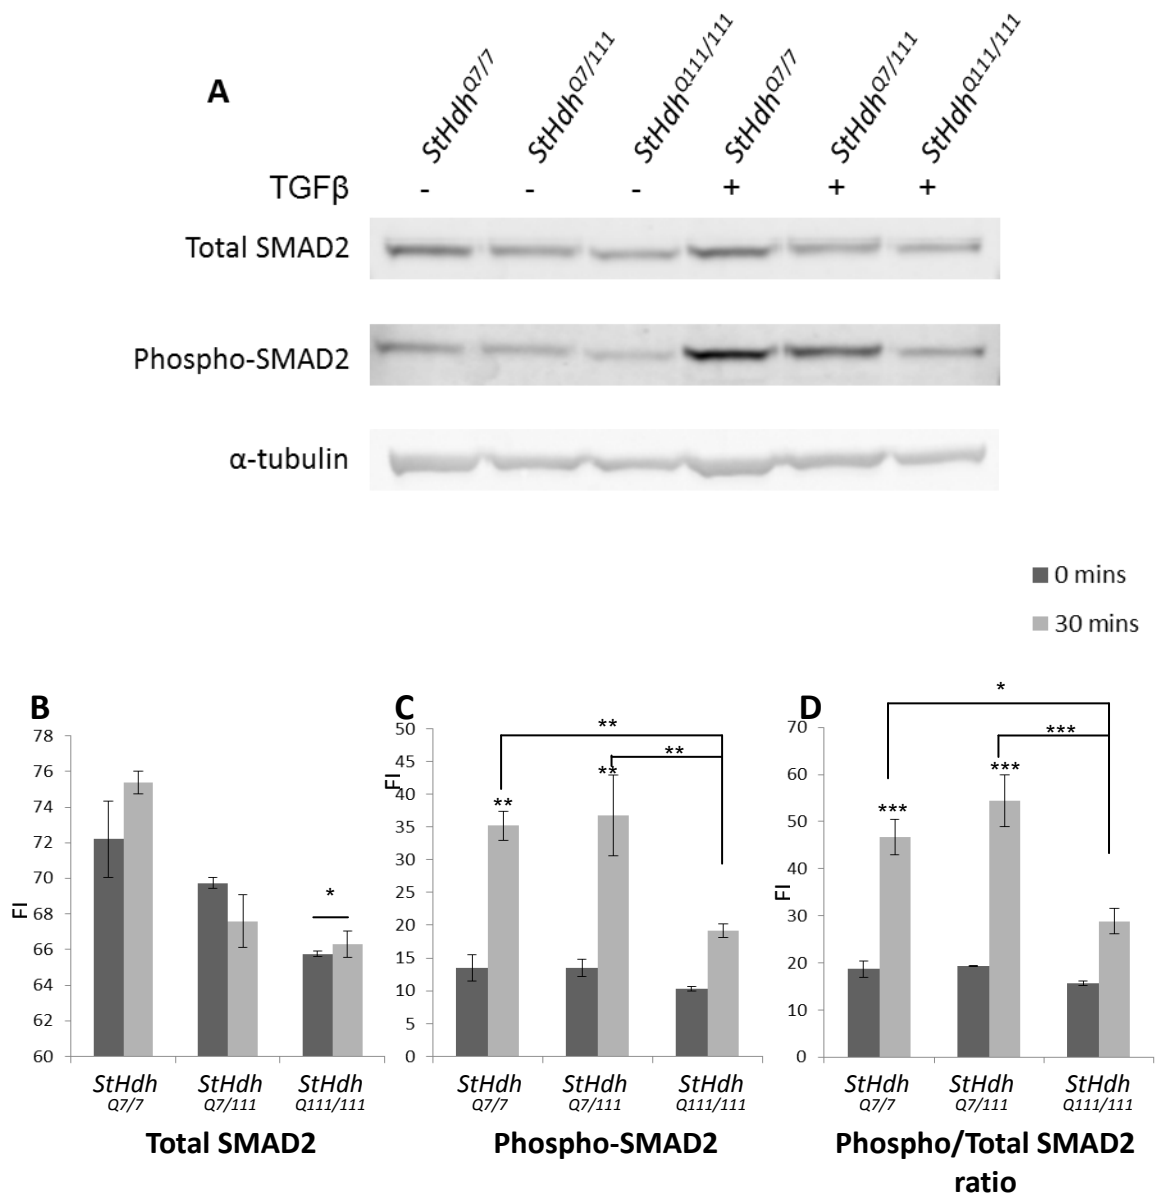 A
StHdhQ7/7 StHdhQ7/111 StHdhQ111/111 StHdhQ7/7 StHdhQ7/111 StHdhQ111/111
TGFβ - - - + + +
Total SMAD2
Phospho-SMAD2
α-tubulin
0 mins
30 mins
B
78
76
74
72
70
68
66
64
62
60
FI
*
StHdh StHdh StHdh
Q7/7 Q7/111 Q111/111
Total SMAD2
C
50
45
40
35
30
25
20
15
10
5
0
FI
**
**
** **
StHdh StHdh StHdh
Q7/7 Q7/111 Q111/111
Phospho-SMAD2
D
70
60
50
40
30
20
10
0
FI
*
***
*** ***
StHdh StHdh StHdh
Q7/7 Q7/111 Q111/111
Phospho/Total SMAD2
ratio